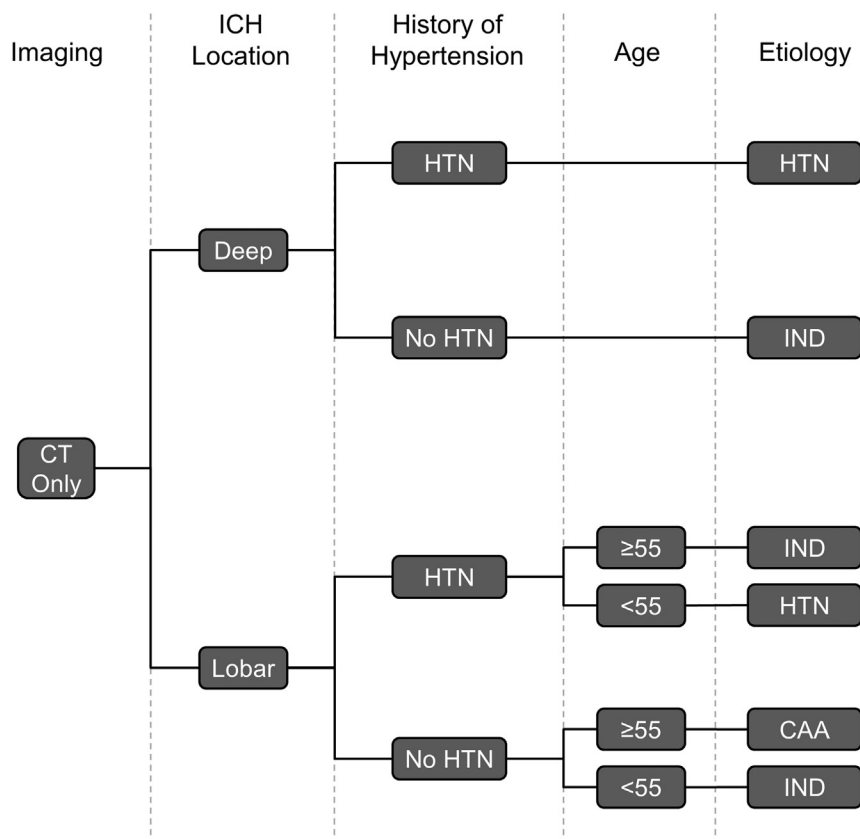 Imaging
ICH
Location
History of
Hypertension
Age
Etiology
HTN
HTN
Deep
No HTN
IND
CT
Only
≥55
IND
HTN
<55
HTN
Lobar
≥55
CAA
No HTN
<55
IND